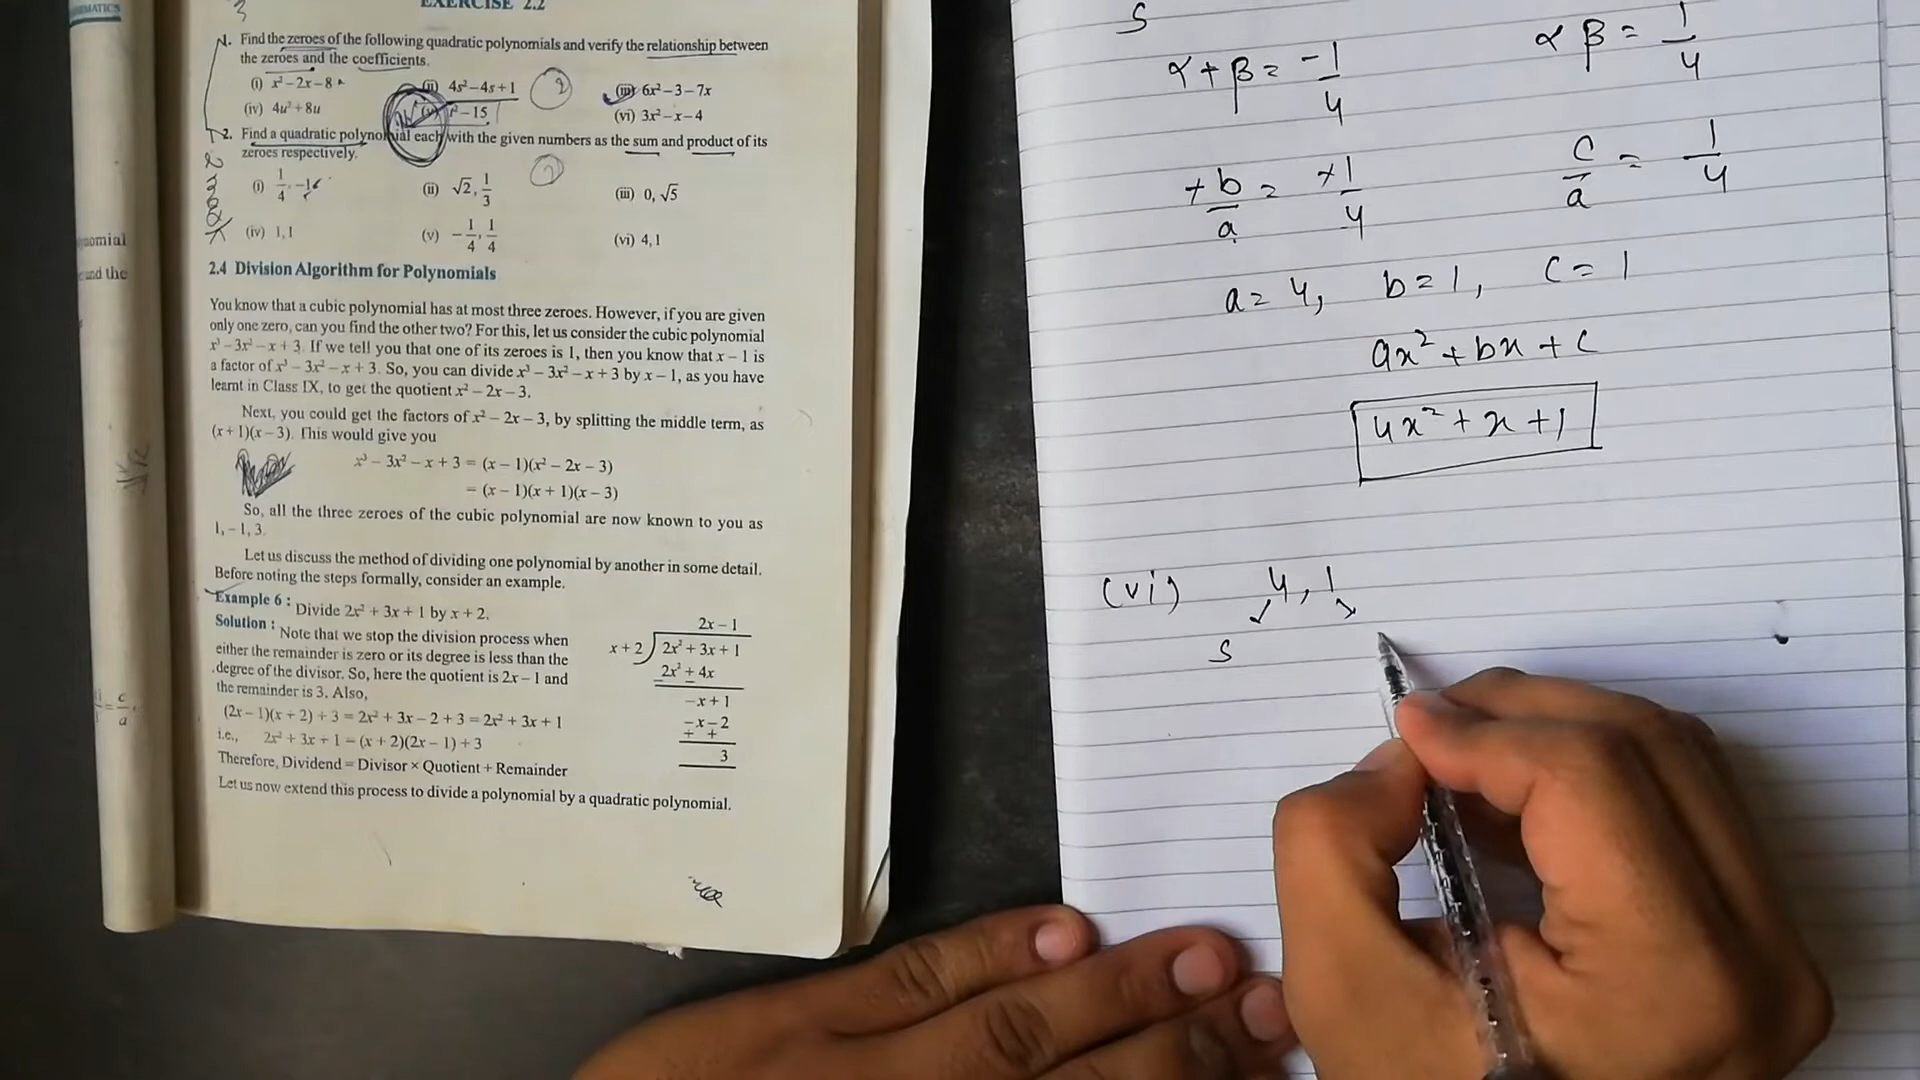 EMATICS
EXERCISE 2.2
1. Find the zeroes of the following quadratic polynomials and verify the relationship between
the zeroes and the coefficients.
(i) x² – 2x – 8 (ii) 4s² – 4s + 1 (iii) 6x² – 3 – 7x
(iv) 4u² + 8u (v) t² – 15 (vi) 3x² – x – 4
2. Find a quadratic polynomial each with the given numbers as the sum and product of its
zeroes respectively.
(i) 1/4, –1 (ii) √2, 1/3 (iii) 0, √5
(iv) 1, 1 (v) –1/4, 1/4 (vi) 4, 1
2.4 Division Algorithm for Polynomials
You know that a cubic polynomial has at most three zeroes. However, if you are given
only one zero, can you find the other two? For this, let us consider the cubic polynomial
x³ – 3x² – x + 3. If we tell you that one of its zeroes is 1, then you know that x – 1 is
a factor of x³ – 3x² – x + 3. So, you can divide x³ – 3x² – x + 3 by x – 1, as you have
learnt in Class IX, to get the quotient x² – 2x – 3.
Next, you could get the factors of x² – 2x – 3, by splitting the middle term, as
(x + 1)(x – 3). This would give you
x³ – 3x² – x + 3 = (x – 1)(x² – 2x – 3)
= (x – 1)(x + 1)(x – 3)
So, all the three zeroes of the cubic polynomial are now known to you as
1, – 1, 3.
Let us discuss the method of dividing one polynomial by another in some detail.
Before noting the steps formally, consider an example.
Example 6 : Divide 2x² + 3x + 1 by x + 2.
Solution : Note that we stop the division process when
either the remainder is zero or its degree is less than the
degree of the divisor. So, here the quotient is 2x – 1 and
the remainder is 3. Also,
(2x – 1)(x + 2) + 3 = 2x² + 3x – 2 + 3 = 2x² + 3x + 1
i.e., 2x² + 3x + 1 = (x + 2)(2x – 1) + 3
Therefore, Dividend = Divisor × Quotient + Remainder
Let us now extend this process to divide a polynomial by a quadratic polynomial.
2x – 1
x + 2 ) 2x² + 3x + 1
2x² + 4x
– –
–x + 1
–x – 2
+ +
3
nomial
and the
c/a
S
α + β = -1/4 α β = 1/4
+b/a = +1/4 c/a = 1/4
a = 4, b = 1, c = 1
ax² + bx + c
4x² + x + 1
(vi) 4, 1
S